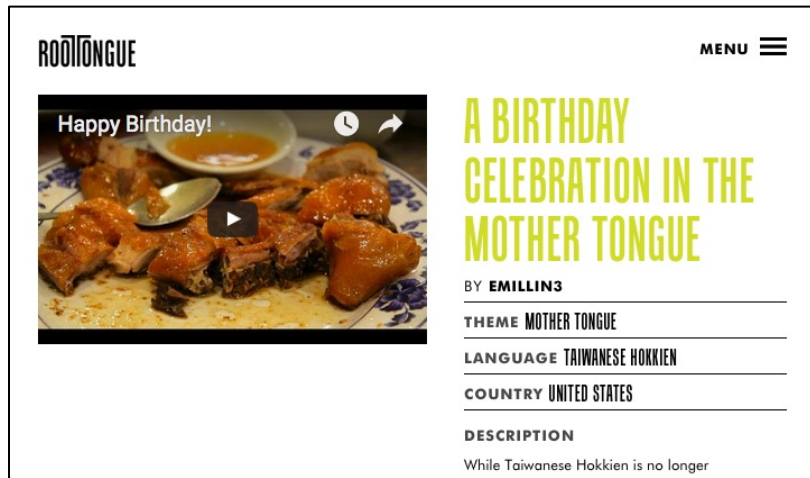 ROOTTONGUE
MENU
Happy Birthday!
A BIRTHDAY
CELEBRATION IN THE
MOTHER TONGUE
BY EMILLIN3
THEME MOTHER TONGUE
LANGUAGE TAIWANESE HOKKIEN
COUNTRY UNITED STATES
DESCRIPTION
While Taiwanese Hokkien is no longer